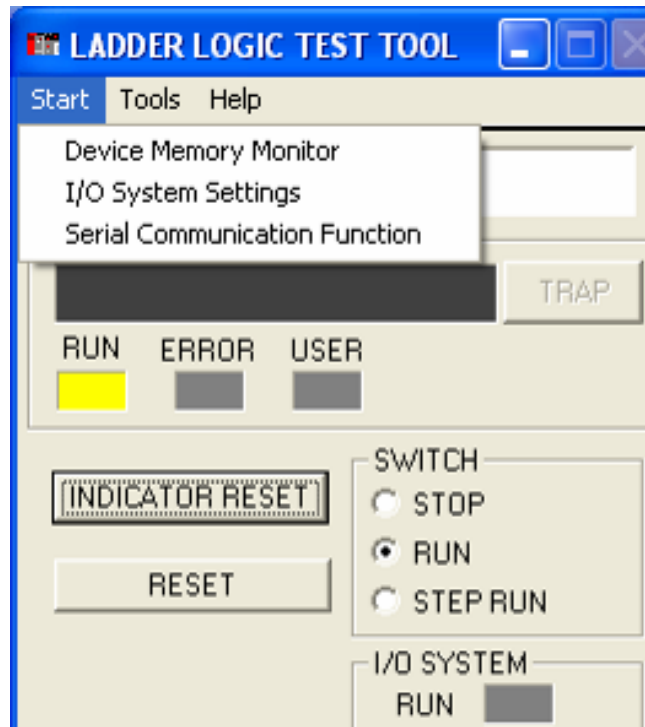 LADDER LOGIC TEST TOOL
Start Tools Help
Device Memory Monitor
I/O System Settings
Serial Communication Function
TRAP
RUN ERROR USER
INDICATOR RESET
RESET
SWITCH
STOP
RUN
STEP RUN
I/O SYSTEM
RUN